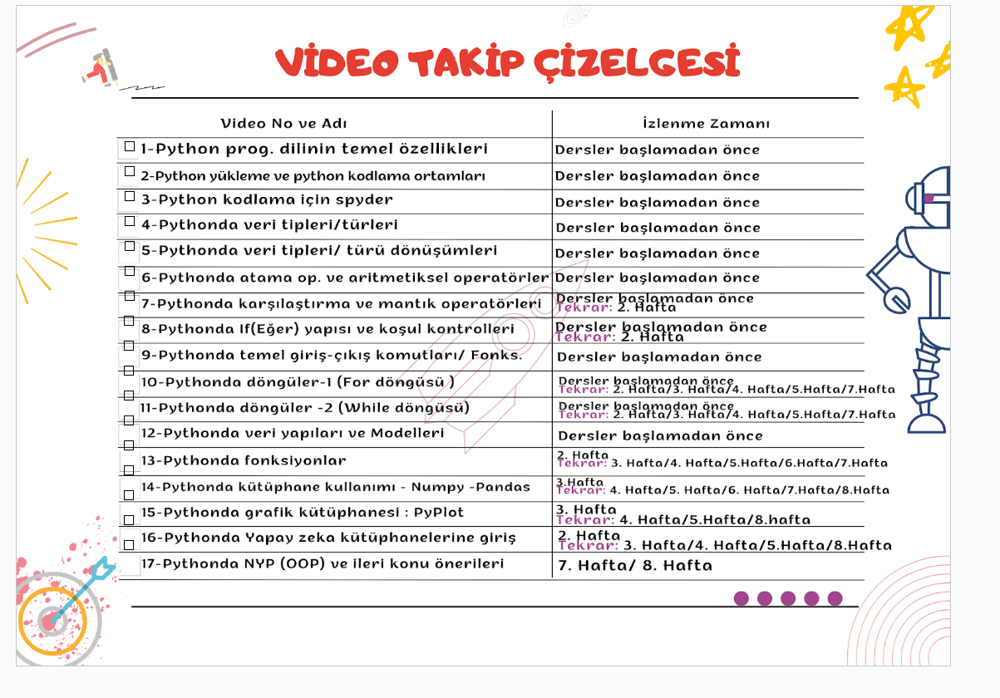 VİDEO TAKİP ÇİZELGESİ
Video No ve Adı İzlenme Zamanı
1-Python prog. dilinin temel özellikleri Dersler başlamadan önce
2-Python yükleme ve python kodlama ortamları Dersler başlamadan önce
3-Python kodlama için spyder Dersler başlamadan önce
4-Pythonda veri tipleri/türleri Dersler başlamadan önce
5-Pythonda veri tipleri/ türü dönüşümleri Dersler başlamadan önce
6-Pythonda atama op. ve aritmetiksel operatörler Dersler başlamadan önce
7-Pythonda karşılaştırma ve mantık operatörleri Dersler başlamadan önce
Tekrar: 2. Hafta
8-Pythonda If(Eğer) yapısı ve koşul kontrolleri Dersler başlamadan önce
Tekrar: 2. Hafta
9-Pythonda temel giriş-çıkış komutları/ Fonks. Dersler başlamadan önce
10-Pythonda döngüler-1 (For döngüsü ) Dersler başlamadan önce
Tekrar: 2. Hafta/3. Hafta/4. Hafta/5.Hafta/7.Hafta
11-Pythonda döngüler -2 (While döngüsü) Dersler başlamadan önce
Tekrar: 2. Hafta/3. Hafta/4. Hafta/5.Hafta/7.Hafta
12-Pythonda veri yapıları ve Modelleri Dersler başlamadan önce
13-Pythonda fonksiyonlar 2. Hafta
Tekrar: 3. Hafta/4. Hafta/5.Hafta/6.Hafta/7.Hafta
14-Pythonda kütüphane kullanımı - Numpy -Pandas 3.Hafta
Tekrar: 4. Hafta/5. Hafta/6. Hafta/7.Hafta/8.Hafta
15-Pythonda grafik kütüphanesi : PyPlot 3. Hafta
Tekrar: 4. Hafta/5.Hafta/8.hafta
16-Pythonda Yapay zeka kütüphanelerine giriş 2. Hafta
Tekrar: 3. Hafta/4. Hafta/5.Hafta/8.Hafta
17-Pythonda NYP (OOP) ve ileri konu önerileri 7. Hafta/ 8. Hafta